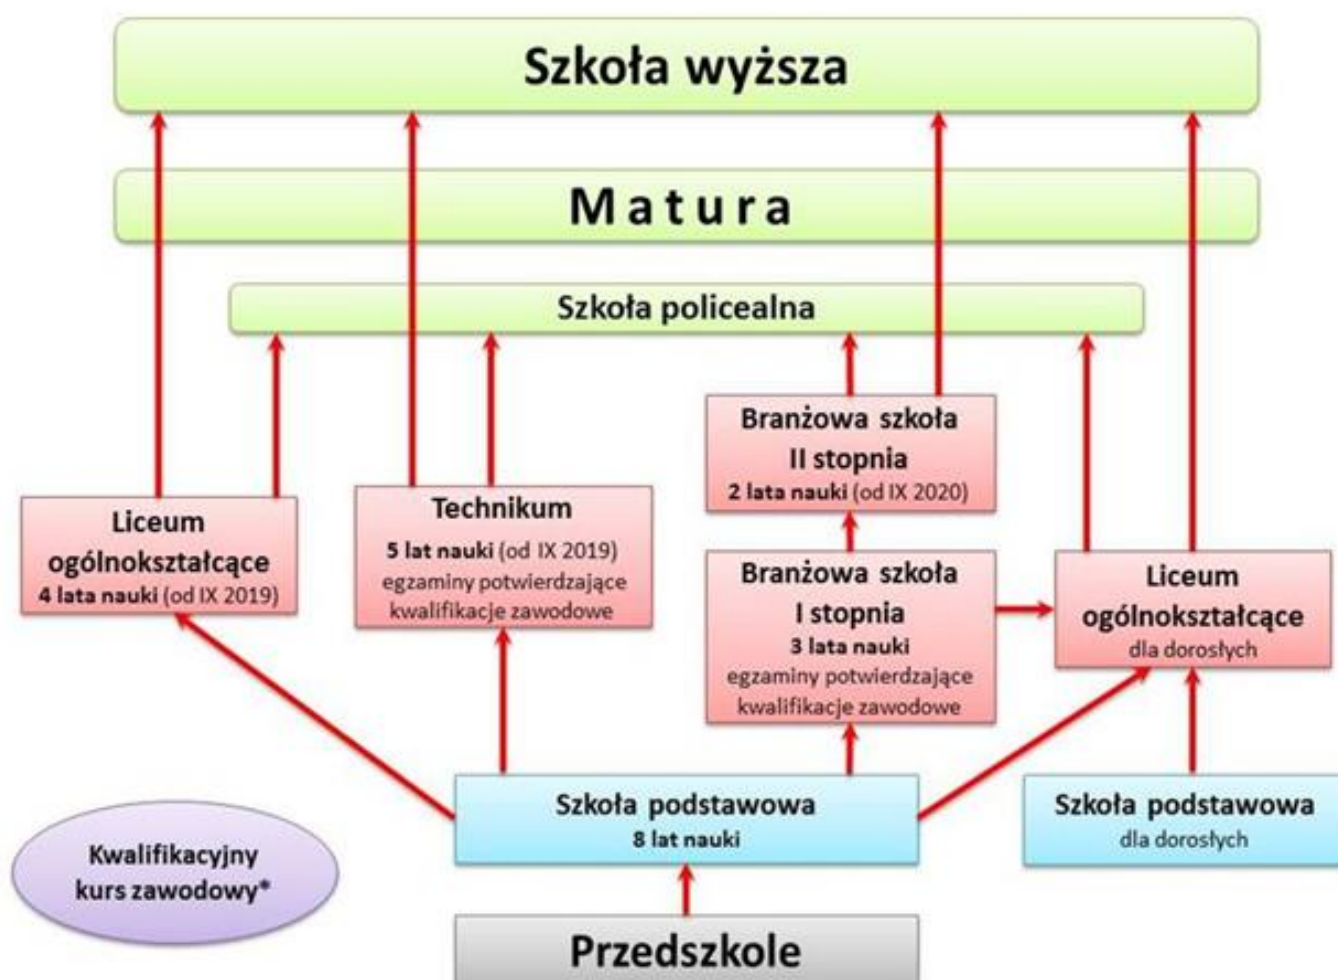 Szkoła wyższa
Matura
Szkoła policealna
Branżowa szkoła
II stopnia
2 lata nauki (od IX 2020)
Liceum
ogólnokształcące
4 lata nauki (od IX 2019)
Technikum
5 lat nauki (od IX 2019)
egzaminy potwierdzające
kwalifikacje zawodowe
Branżowa szkoła
I stopnia
3 lata nauki
egzaminy potwierdzające
kwalifikacje zawodowe
Liceum
ogólnokształcące
dla dorosłych
Szkoła podstawowa
8 lat nauki
Szkoła podstawowa
dla dorosłych
Kwalifikacyjny
kurs zawodowy*
Przedszkole